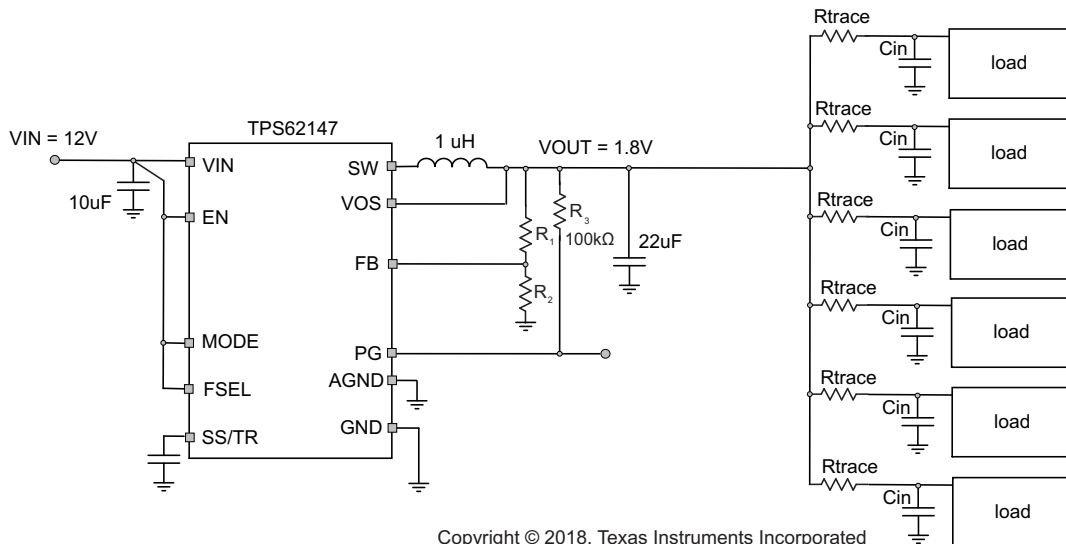 Rtrace
Cin
load
TPS62147
VIN = 12V
1 uH
VOUT = 1.8V
Rtrace
Cin
load
VIN
SW
10uF
EN
VOS
R3
100kΩ
R1
22uF
Rtrace
Cin
load
FB
R2
Rtrace
Cin
load
MODE
PG
FSEL
AGND
Rtrace
Cin
load
SS/TR
GND
Rtrace
Cin
load
Copyright © 2018, Texas Instruments Incorporated